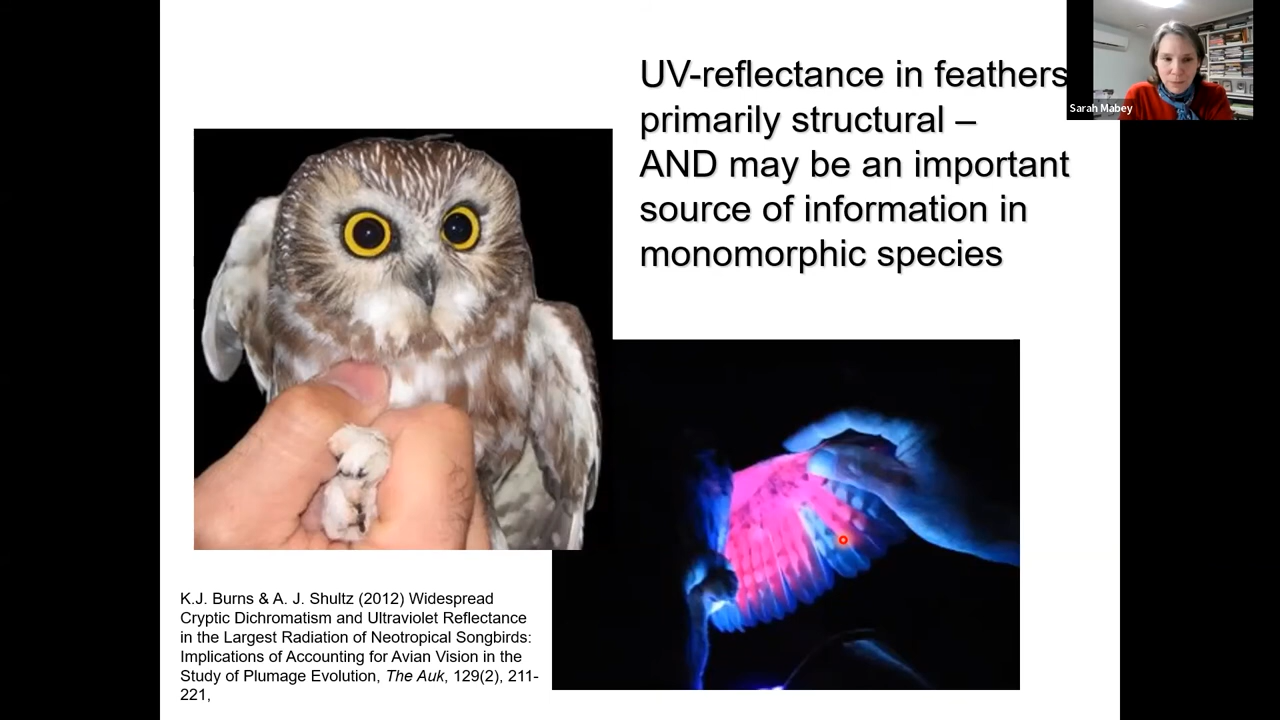 UV-reflectance in feathers
primarily structural –
AND may be an important
source of information in
monomorphic species
Sarah Mabey
K.J. Burns & A. J. Shultz (2012) Widespread
Cryptic Dichromatism and Ultraviolet Reflectance
in the Largest Radiation of Neotropical Songbirds:
Implications of Accounting for Avian Vision in the
Study of Plumage Evolution, The Auk, 129(2), 211-
221,